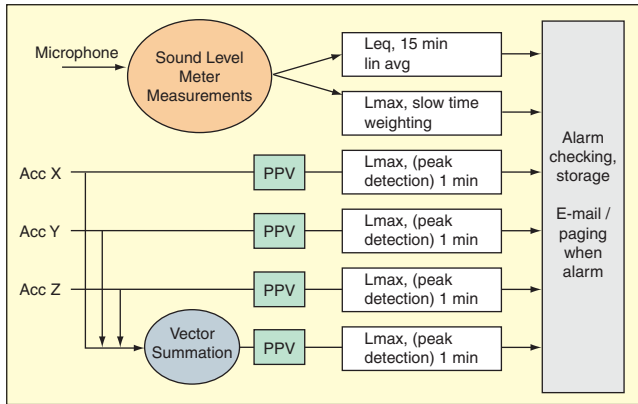 Microphone
Sound Level
Meter
Measurements
Leq, 15 min
lin avg
Lmax, slow time
weighting
Acc X
PPV
Lmax, (peak
detection) 1 min
Acc Y
PPV
Lmax, (peak
detection) 1 min
Acc Z
PPV
Lmax, (peak
detection) 1 min
Vector
Summation
PPV
Lmax, (peak
detection) 1 min
Alarm
checking,
storage
E-mail /
paging
when
alarm